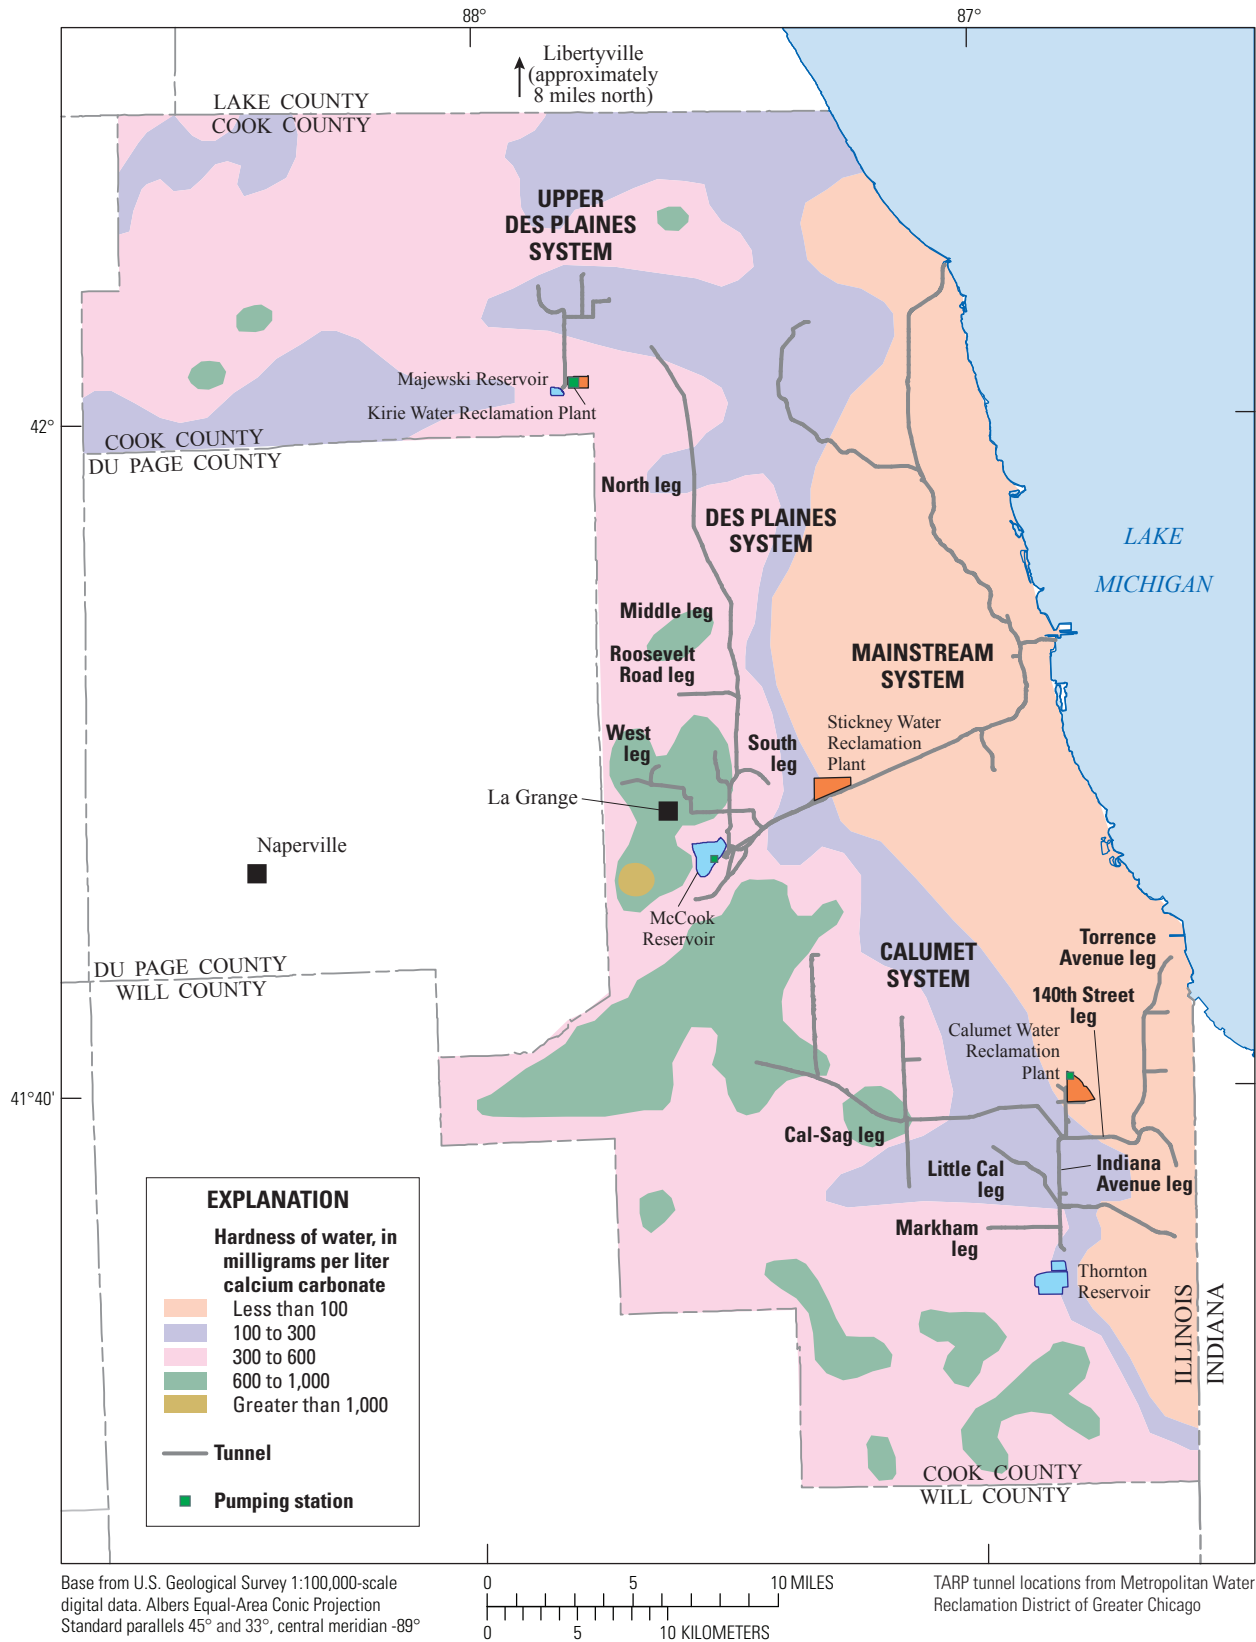 88°
87°
Libertyville
(approximately
8 miles north)
LAKE COUNTY
COOK COUNTY
UPPER
DES PLAINES
SYSTEM
Majewski Reservoir
Kirie Water Reclamation Plant
42°
COOK COUNTY
DU PAGE COUNTY
North leg
DES PLAINES
SYSTEM
LAKE
MICHIGAN
Middle leg
Roosevelt
Road leg
MAINSTREAM
SYSTEM
West
leg
South
leg
Stickney Water
Reclamation
Plant
La Grange
Naperville
McCook
Reservoir
CALUMET
SYSTEM
Torrence
Avenue leg
DU PAGE COUNTY
WILL COUNTY
140th Street
leg
Calumet Water
Reclamation
Plant
41°40'
Cal-Sag leg
Little Cal
leg
Indiana
Avenue leg
Markham
leg
Thornton
Reservoir
ILLINOIS
INDIANA
COOK COUNTY
WILL COUNTY
EXPLANATION
Hardness of water, in
milligrams per liter
calcium carbonate
Less than 100
100 to 300
300 to 600
600 to 1,000
Greater than 1,000
Tunnel
Pumping station
Base from U.S. Geological Survey 1:100,000-scale
digital data. Albers Equal-Area Conic Projection
Standard parallels 45° and 33°, central meridian -89°
0 5 10 MILES
0 5 10 KILOMETERS
TARP tunnel locations from Metropolitan Water
Reclamation District of Greater Chicago